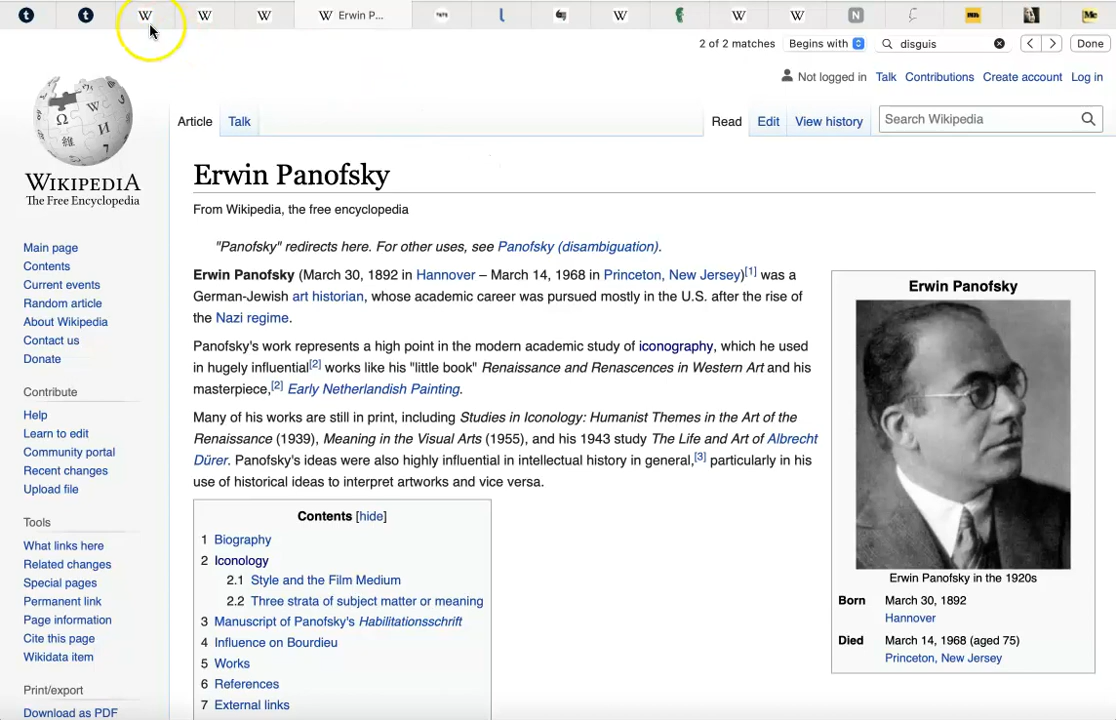 Erwin P...
2 of 2 matches
Begins with
disguis
Done
Not logged in
Talk
Contributions
Create account
Log in
Article
Talk
Read
Edit
View history
Search Wikipedia
WIKIPEDIA
The Free Encyclopedia
Main page
Contents
Current events
Random article
About Wikipedia
Contact us
Donate
Contribute
Help
Learn to edit
Community portal
Recent changes
Upload file
Tools
What links here
Related changes
Special pages
Permanent link
Page information
Cite this page
Wikidata item
Print/export
Download as PDF
Erwin Panofsky
From Wikipedia, the free encyclopedia
"Panofsky" redirects here. For other uses, see Panofsky (disambiguation).
Erwin Panofsky (March 30, 1892 in Hannover – March 14, 1968 in Princeton, New Jersey)[1] was a
German-Jewish art historian, whose academic career was pursued mostly in the U.S. after the rise of
the Nazi regime.
Panofsky's work represents a high point in the modern academic study of iconography, which he used
in hugely influential[2] works like his "little book" Renaissance and Renascences in Western Art and his
masterpiece,[2] Early Netherlandish Painting.
Many of his works are still in print, including Studies in Iconology: Humanist Themes in the Art of the
Renaissance (1939), Meaning in the Visual Arts (1955), and his 1943 study The Life and Art of Albrecht
Dürer. Panofsky's ideas were also highly influential in intellectual history in general,[3] particularly in his
use of historical ideas to interpret artworks and vice versa.
Contents [hide]
1 Biography
2 Iconology
2.1 Style and the Film Medium
2.2 Three strata of subject matter or meaning
3 Manuscript of Panofsky's Habilitationsschrift
4 Influence on Bourdieu
5 Works
6 References
7 External links
Erwin Panofsky
Erwin Panofsky in the 1920s
Born March 30, 1892
Hannover
Died March 14, 1968 (aged 75)
Princeton, New Jersey